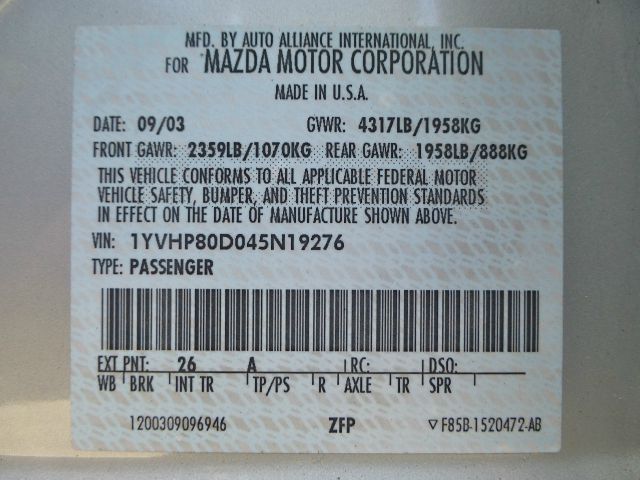 MFD. BY AUTO ALLIANCE INTERNATIONAL, INC.
FOR MAZDA MOTOR CORPORATION
MADE IN U.S.A.
DATE: 09/03 GVWR: 4317LB/1958KG
FRONT GAWR: 2359LB/1070KG REAR GAWR: 1958LB/888KG
THIS VEHICLE CONFORMS TO ALL APPLICABLE FEDERAL MOTOR
VEHICLE SAFETY, BUMPER, AND THEFT PREVENTION STANDARDS
IN EFFECT ON THE DATE OF MANUFACTURE SHOWN ABOVE.
VIN: 1YVHP80D045N19276
TYPE: PASSENGER
EXT PNT: 26 A RC: DSO:
WB BRK INT TR TP/PS R AXLE TR SPR
1200309096946 ZFP ▽ F85B-1520472-AB